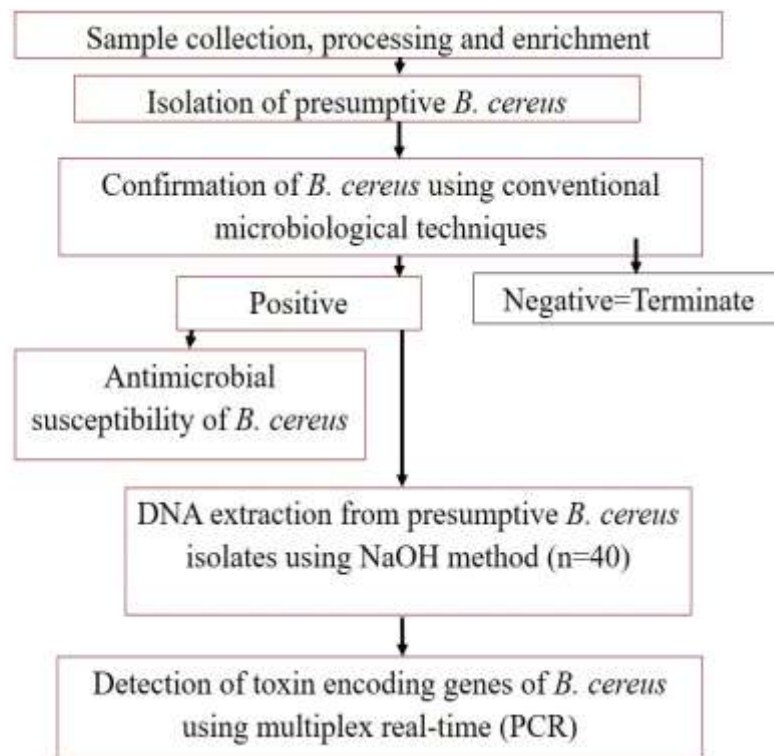 Sample collection, processing and enrichment
Isolation of presumptive B. cereus
Confirmation of B. cereus using conventional
microbiological techniques
Positive
Negative=Terminate
Antimicrobial
susceptibility of B. cereus
DNA extraction from presumptive B. cereus
isolates using NaOH method (n=40)
Detection of toxin encoding genes of B. cereus
using multiplex real-time (PCR)